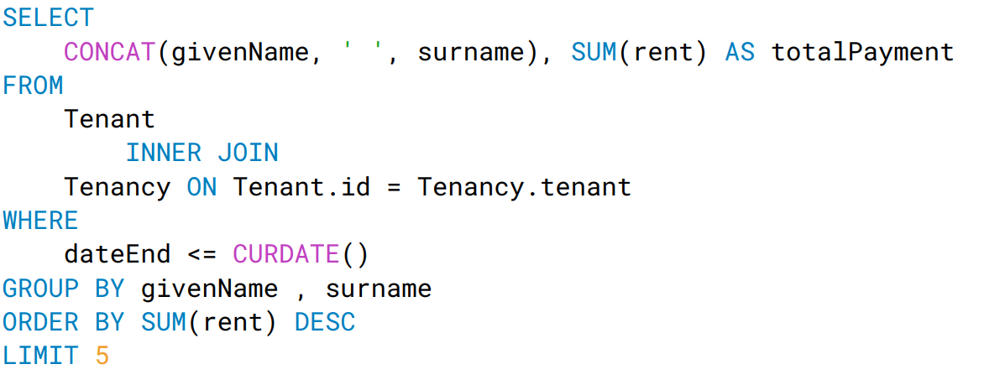 SELECT
    CONCAT(givenName, ' ', surname), SUM(rent) AS totalPayment
FROM
    Tenant
        INNER JOIN
    Tenancy ON Tenant.id = Tenancy.tenant
WHERE
    dateEnd <= CURDATE()
GROUP BY givenName , surname
ORDER BY SUM(rent) DESC
LIMIT 5